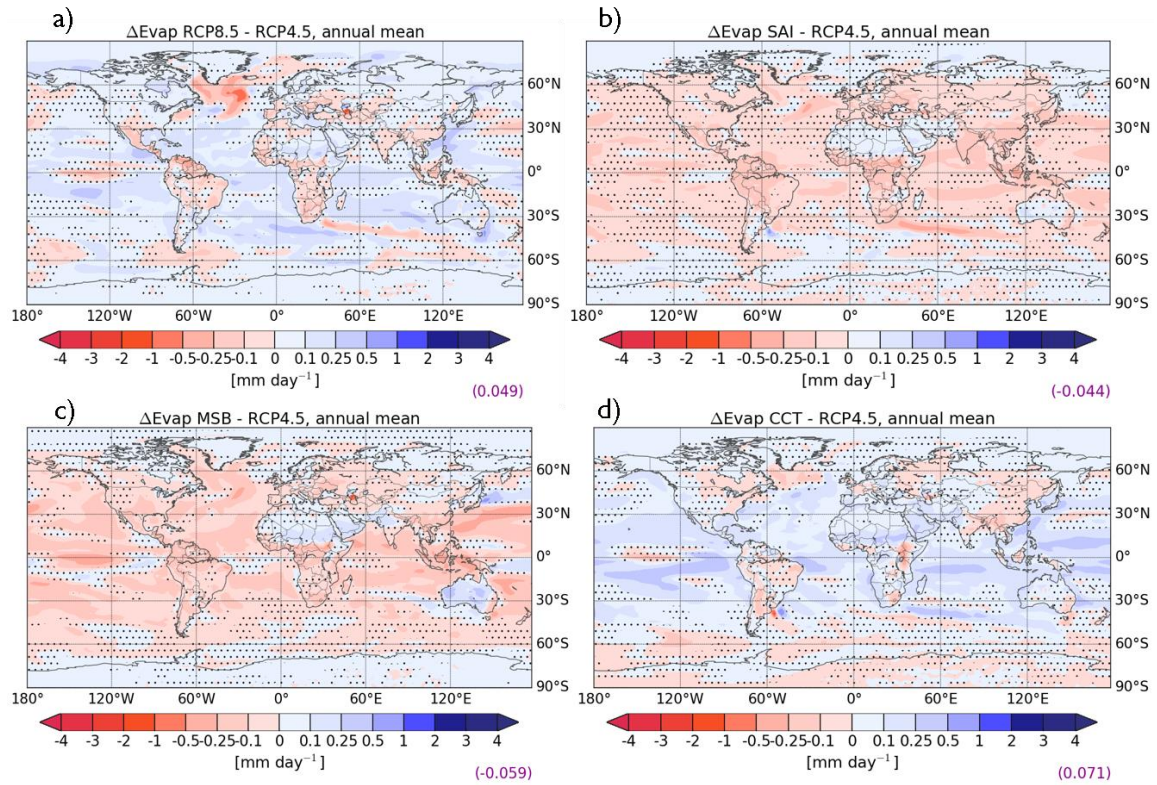 a)
ΔEvap RCP8.5 - RCP4.5, annual mean
60°N
30°N
0°
30°S
60°S
90°S
180° 120°W 60°W 0° 60°E 120°E
-4 -3 -2 -1 -0.5-0.25-0.1 0 0.1 0.25 0.5 1 2 3 4
[mm day⁻¹]
(0.049)
b)
ΔEvap SAI - RCP4.5, annual mean
60°N
30°N
0°
30°S
60°S
90°S
180° 120°W 60°W 0° 60°E 120°E
-4 -3 -2 -1 -0.5-0.25-0.1 0 0.1 0.25 0.5 1 2 3 4
[mm day⁻¹]
(-0.044)
c)
ΔEvap MSB - RCP4.5, annual mean
60°N
30°N
0°
30°S
60°S
90°S
180° 120°W 60°W 0° 60°E 120°E
-4 -3 -2 -1 -0.5-0.25-0.1 0 0.1 0.25 0.5 1 2 3 4
[mm day⁻¹]
(-0.059)
d)
ΔEvap CCT - RCP4.5, annual mean
60°N
30°N
0°
30°S
60°S
90°S
180° 120°W 60°W 0° 60°E 120°E
-4 -3 -2 -1 -0.5-0.25-0.1 0 0.1 0.25 0.5 1 2 3 4
[mm day⁻¹]
(0.071)